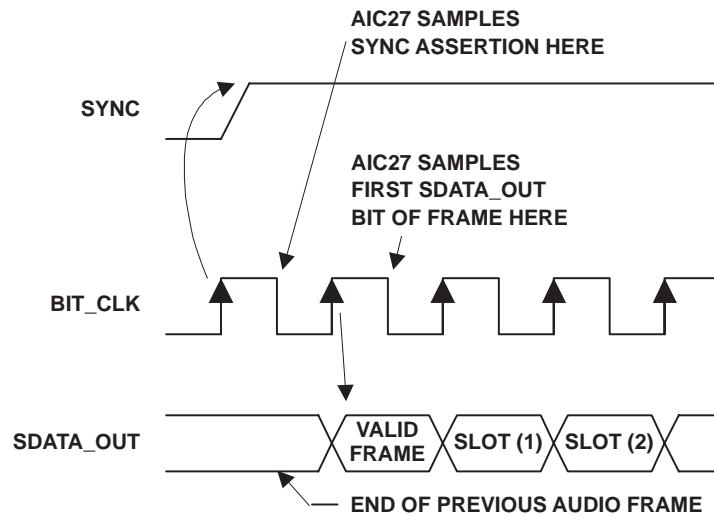 AIC27 SAMPLES
SYNC ASSERTION HERE
SYNC
AIC27 SAMPLES
FIRST SDATA_OUT
BIT OF FRAME HERE
BIT_CLK
SDATA_OUT
VALID
FRAME
SLOT (1)
SLOT (2)
END OF PREVIOUS AUDIO FRAME